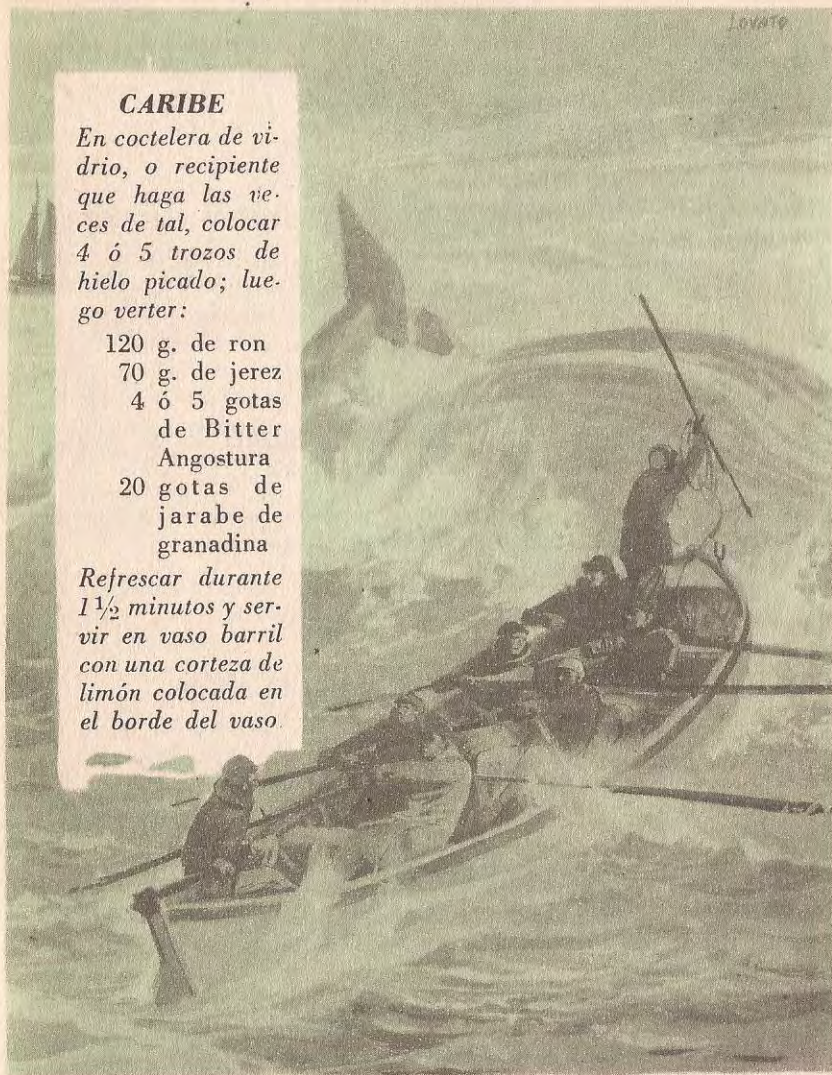 LOVATO
CARIBE
En coctelera de vi-
drio, o recipiente
que haga las ve-
ces de tal, colocar
4 ó 5 trozos de
hielo picado; lue-
go verter:
120 g. de ron
70 g. de jerez
4 ó 5 gotas
de Bitter
Angostura
20 gotas de
jarabe de
granadina
Refrescar durante
1 ½ minutos y ser-
vir en vaso barril
con una corteza de
limón colocada en
el borde del vaso